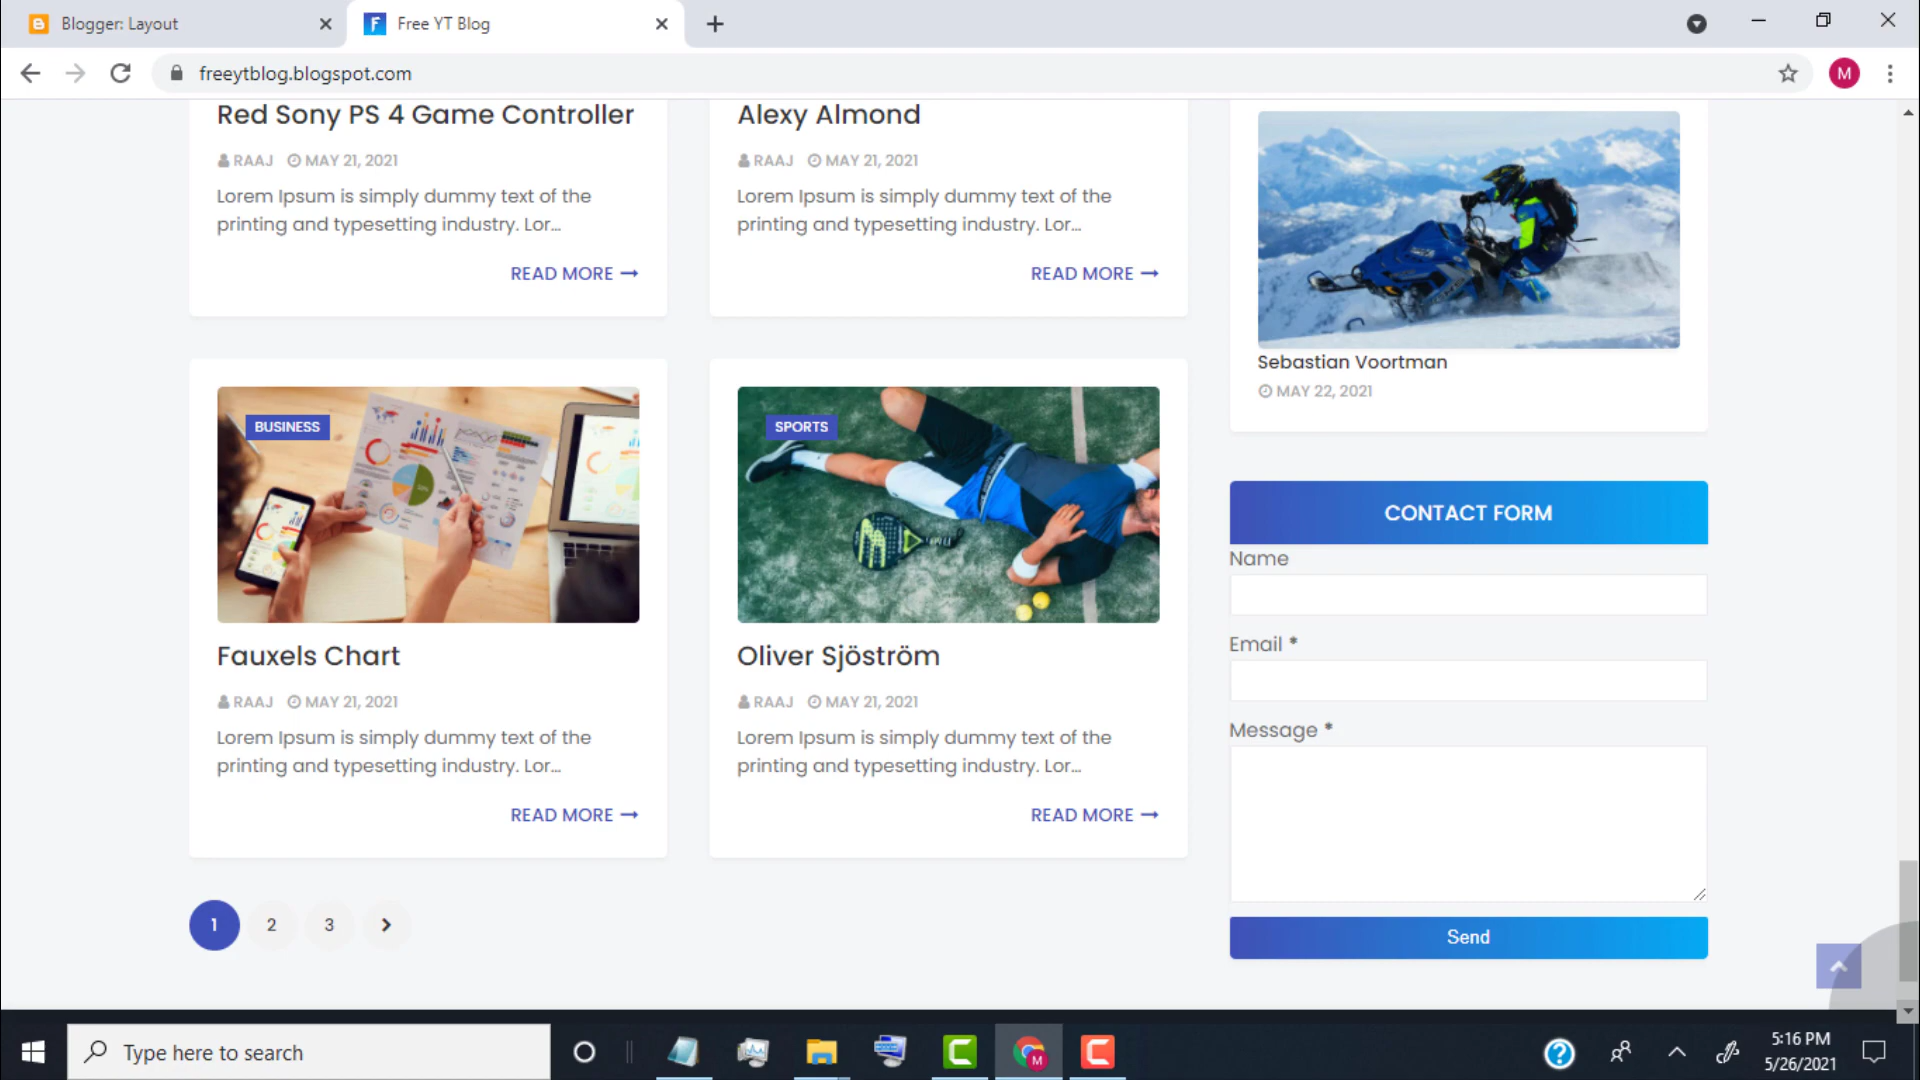 Blogger: Layout
Free YT Blog
freeytblog.blogspot.com
M
Red Sony PS 4 Game Controller
RAAJ MAY 21, 2021
Lorem Ipsum is simply dummy text of the
printing and typesetting industry. Lor...
READ MORE
Alexy Almond
RAAJ MAY 21, 2021
Lorem Ipsum is simply dummy text of the
printing and typesetting industry. Lor...
READ MORE
Sebastian Voortman
MAY 22, 2021
BUSINESS
Fauxels Chart
RAAJ MAY 21, 2021
Lorem Ipsum is simply dummy text of the
printing and typesetting industry. Lor...
READ MORE
SPORTS
Oliver Sjöström
RAAJ MAY 21, 2021
Lorem Ipsum is simply dummy text of the
printing and typesetting industry. Lor...
READ MORE
CONTACT FORM
Name
Email *
Message *
Send
1 2 3
Type here to search
5:16 PM
5/26/2021